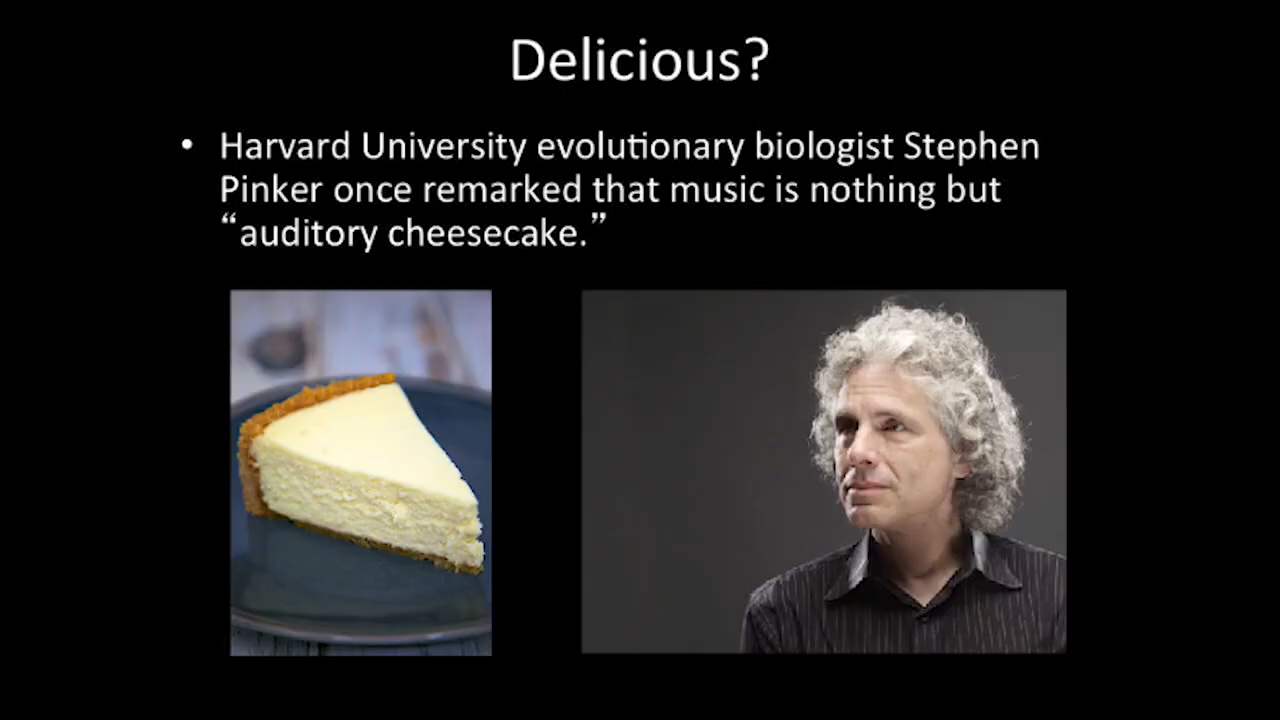 Delicious?
• Harvard University evolutionary biologist Stephen
Pinker once remarked that music is nothing but
“auditory cheesecake.”